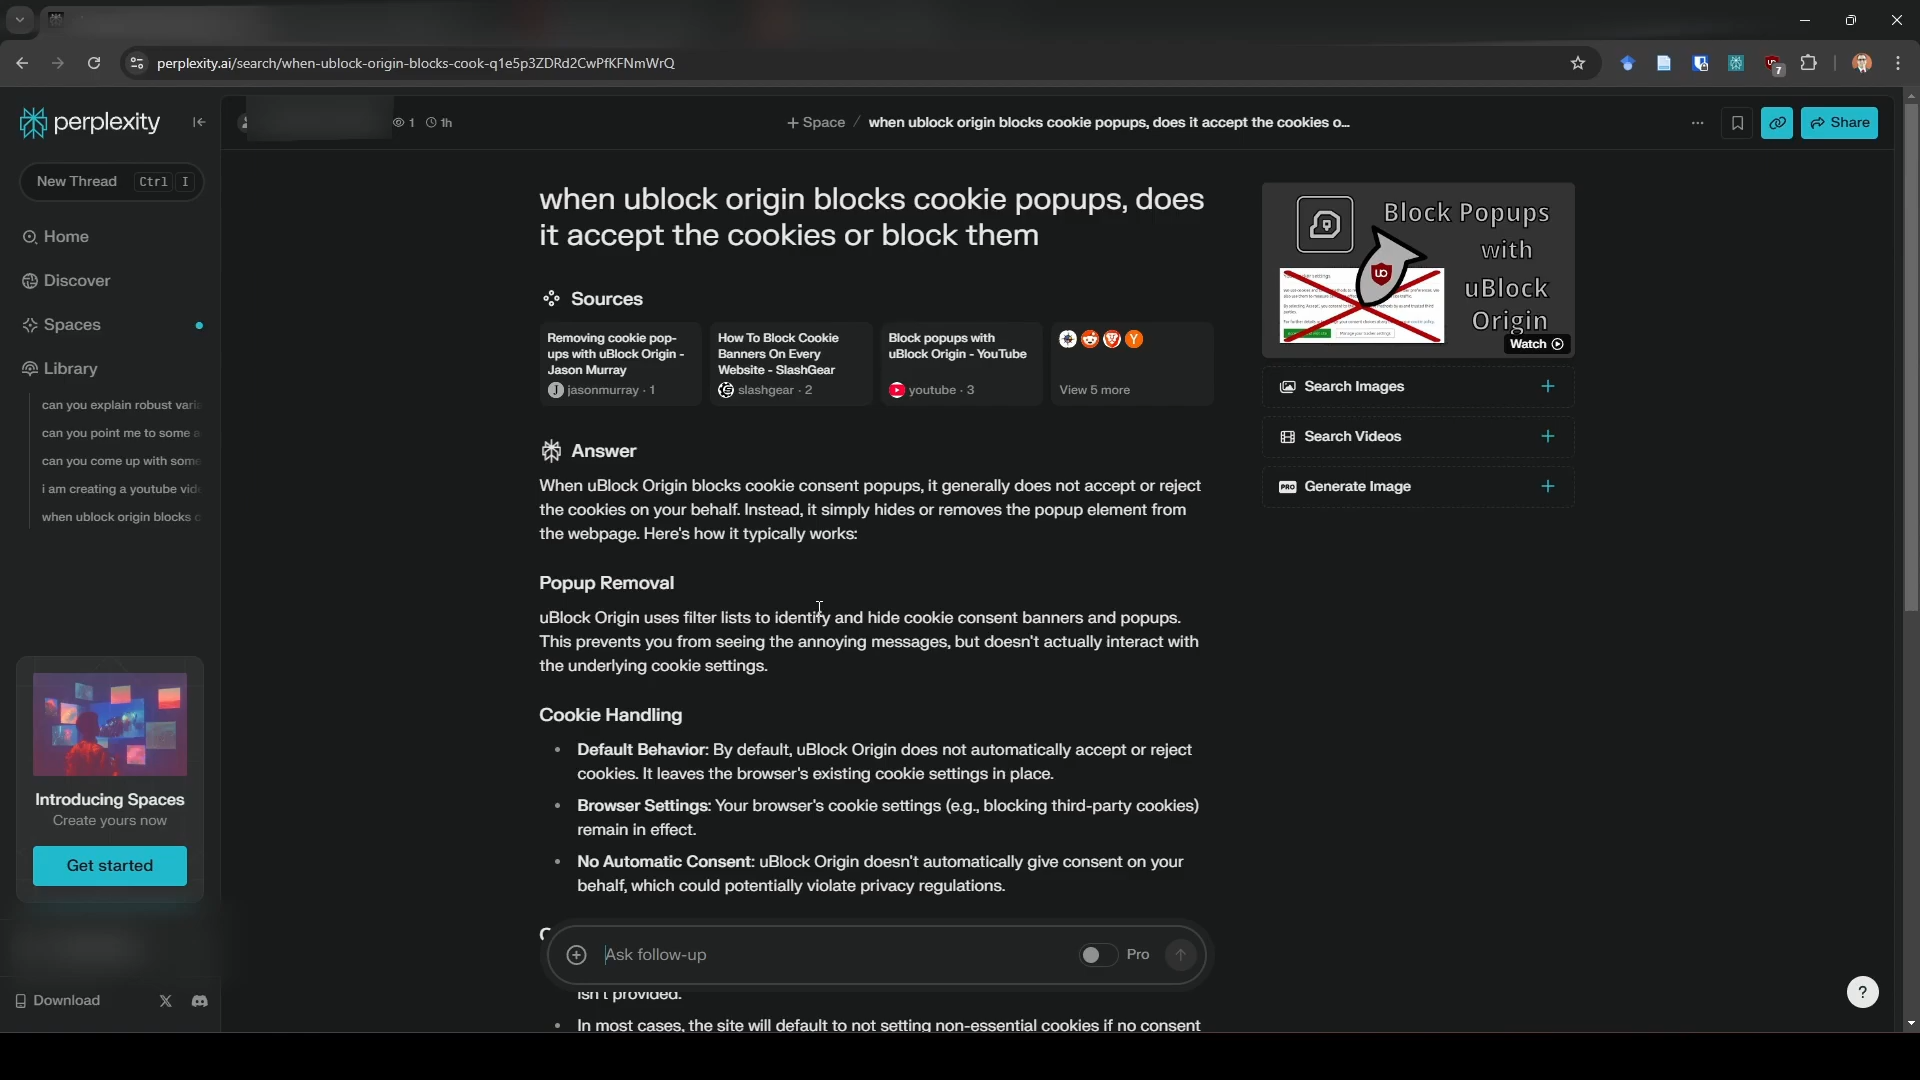 perplexity.ai/search/when-ublock-origin-blocks-cook-q1e5p3ZDRd2CwPfKFNmWrQ
7
perplexity
1 1h
+ Space / when ublock origin blocks cookie popups, does it accept the cookies o...
Share
New Thread Ctrl I
Home
Discover
Spaces
Library
can you explain robust varia
can you point me to some a
can you come up with some
i am creating a youtube vid
when ublock origin blocks c
Introducing Spaces
Create yours now
Get started
Download
when ublock origin blocks cookie popups, does
it accept the cookies or block them
Sources
Removing cookie pop-
ups with uBlock Origin -
Jason Murray
jasonmurray · 1
How To Block Cookie
Banners On Every
Website - SlashGear
slashgear · 2
Block popups with
uBlock Origin - YouTube
youtube · 3
View 5 more
Answer
When uBlock Origin blocks cookie consent popups, it generally does not accept or reject
the cookies on your behalf. Instead, it simply hides or removes the popup element from
the webpage. Here's how it typically works:
Popup Removal
uBlock Origin uses filter lists to identify and hide cookie consent banners and popups.
This prevents you from seeing the annoying messages, but doesn't actually interact with
the underlying cookie settings.
Cookie Handling
• Default Behavior: By default, uBlock Origin does not automatically accept or reject
cookies. It leaves the browser's existing cookie settings in place.
• Browser Settings: Your browser's cookie settings (e.g., blocking third-party cookies)
remain in effect.
• No Automatic Consent: uBlock Origin doesn't automatically give consent on your
behalf, which could potentially violate privacy regulations.
Ask follow-up
Pro
isn't provided.
• In most cases, the site will default to not setting non-essential cookies if no consent
Block Popups
with
uBlock
Origin
Watch
Search Images +
Search Videos +
PRO Generate Image +
?